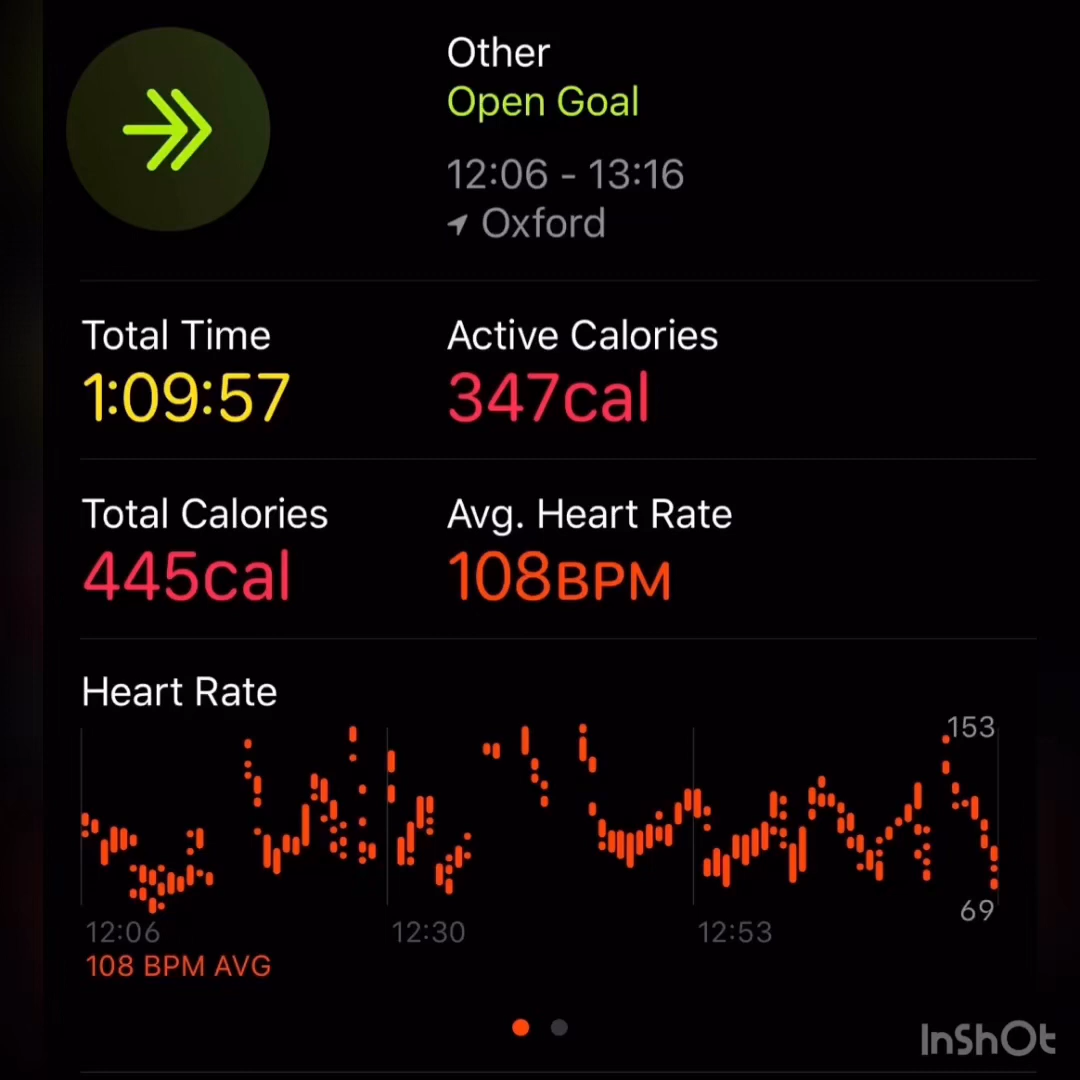 Other
Open Goal
12:06 - 13:16
Oxford
Total Time
Active Calories
1:09:57
347cal
Total Calories
Avg. Heart Rate
445cal
108BPM
Heart Rate
153
69
12:06
12:30
12:53
108 BPM AVG
InShOt